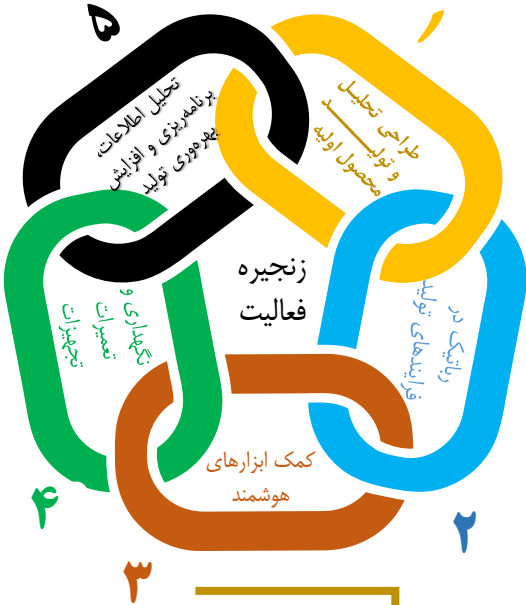 زنجیره
فعالیت
۱
طراحی تحلیل
و تولید
محصول اولیه
۲
رباتیک در
فرایندهای تولید
۳
کمک ابزارهای
هوشمند
۴
نگهداری و
تعمیرات
تجهیزات
۵
تحلیل اطلاعات،
برنامه‌ریزی و افزایش
بهره‌وری تولید